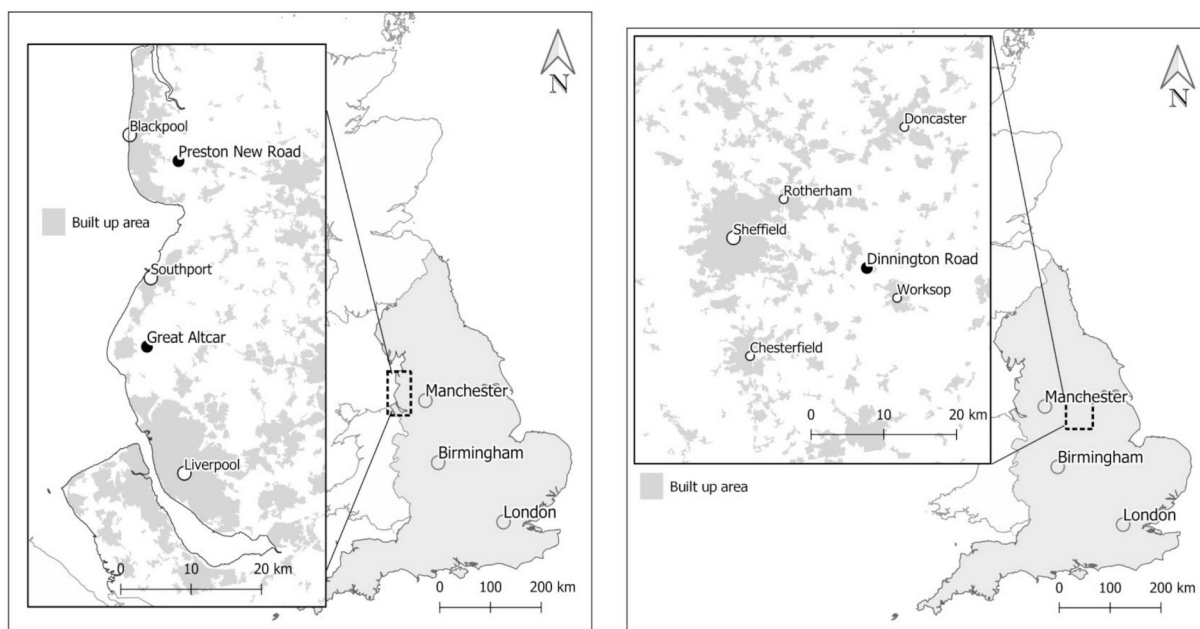 N
Blackpool
Preston New Road
Built up area
Southport
Great Altcar
Manchester
Birmingham
Liverpool
London
0 10 20 km
0 100 200 km
N
Doncaster
Rotherham
Sheffield
Dinnington Road
Worksop
Chesterfield
0 10 20 km
Manchester
Birmingham
Built up area
London
0 100 200 km